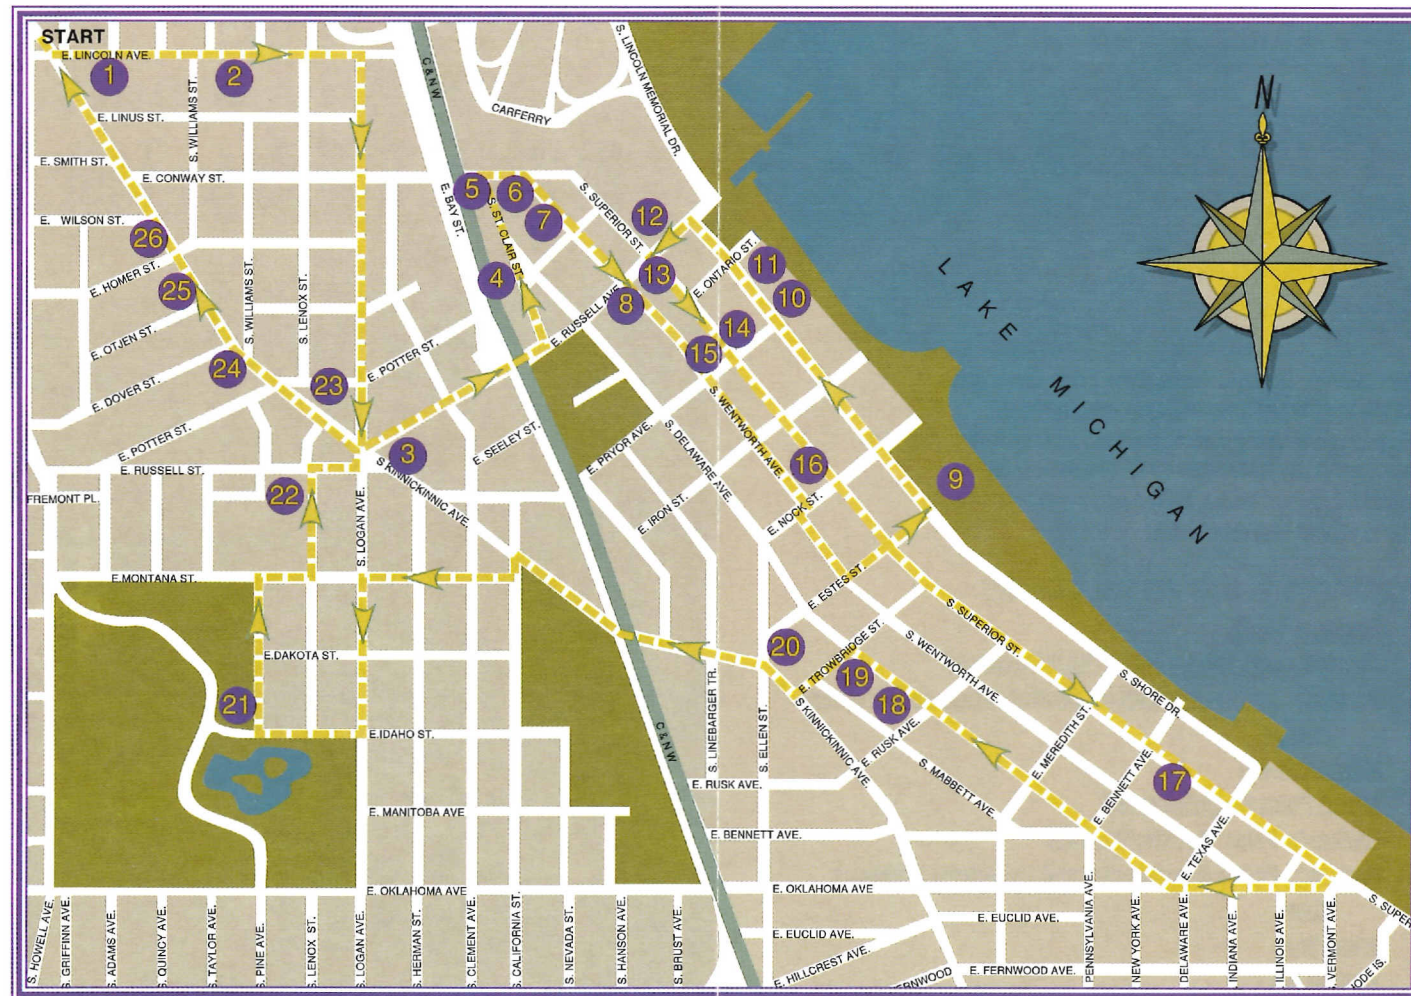 START
E. LINCOLN AVE.
1
2
C & NW
S. LINCOLN MEMORIAL DR.
CARFERRY
N
E. LINUS ST.
S. WILLIAMS ST.
E. SMITH ST.
E. CONWAY ST.
5
6
7
12
S. SUPERIOR ST.
E. BAY ST.
S. ST. CLAIR ST.
E. WILSON ST.
26
E. HOMER ST.
25
4
13
E. ONTARIO ST.
11
10
8
E. RUSSELL AVE.
S. WILLIAMS ST.
S. LENOX ST.
E. OTJEN ST.
14
15
LAKE MICHIGAN
24
23
E. POTTER ST.
E. DOVER ST.
E. POTTER ST.
E. RUSSELL ST.
3
S KINNICKINNIC AVE.
E. SEELEY ST.
E. PRYOR AVE.
S. DELAWARE AVE.
S. WENTWORTH AVE.
16
9
22
FREMONT PL.
S. LOGAN AVE.
E. IRON ST.
E. NOCK ST.
E.MONTANA ST.
E. ESTES ST.
S. SUPERIOR ST.
E.DAKOTA ST.
20
E. TROWBRIDGE ST.
S. WENTWORTH AVE.
S. SHORE DR.
19
18
21
E.IDAHO ST.
C & NW
S. LINEBARGER TR.
S. ELLEN ST.
S. KINNICKINNIC AVE.
E. RUSK AVE.
S. MABBETT AVE.
E. MEREDITH ST.
E. BENNETT AVE.
17
E. RUSK AVE.
E. MANITOBA AVE
E. BENNETT AVE.
E. TEXAS AVE.
E. OKLAHOMA AVE
E. OKLAHOMA AVE
S. SUPER
E. EUCLID AVE.
E. EUCLID AVE.
E. HILLCREST AVE.
ERNWOOD
E. FERNWOOD AVE.
S. HOWELL AVE.
S. GRIFFINN AVE.
S. ADAMS AVE.
S. QUINCY AVE.
S. TAYLOR AVE.
S. PINE AVE.
S. LENOX ST.
S. LOGAN AVE.
S. HERMAN ST.
S. CLEMENT AVE.
S. CALIFORNIA ST.
S. NEVADA ST.
S. HANSON AVE.
S. BRUST AVE.
PENNSYLVANIA AVE.
NEW YORK AVE.
DELAWARE AVE.
INDIANA AVE.
ILLINOIS AVE.
VERMONT AVE.
ODE IS.